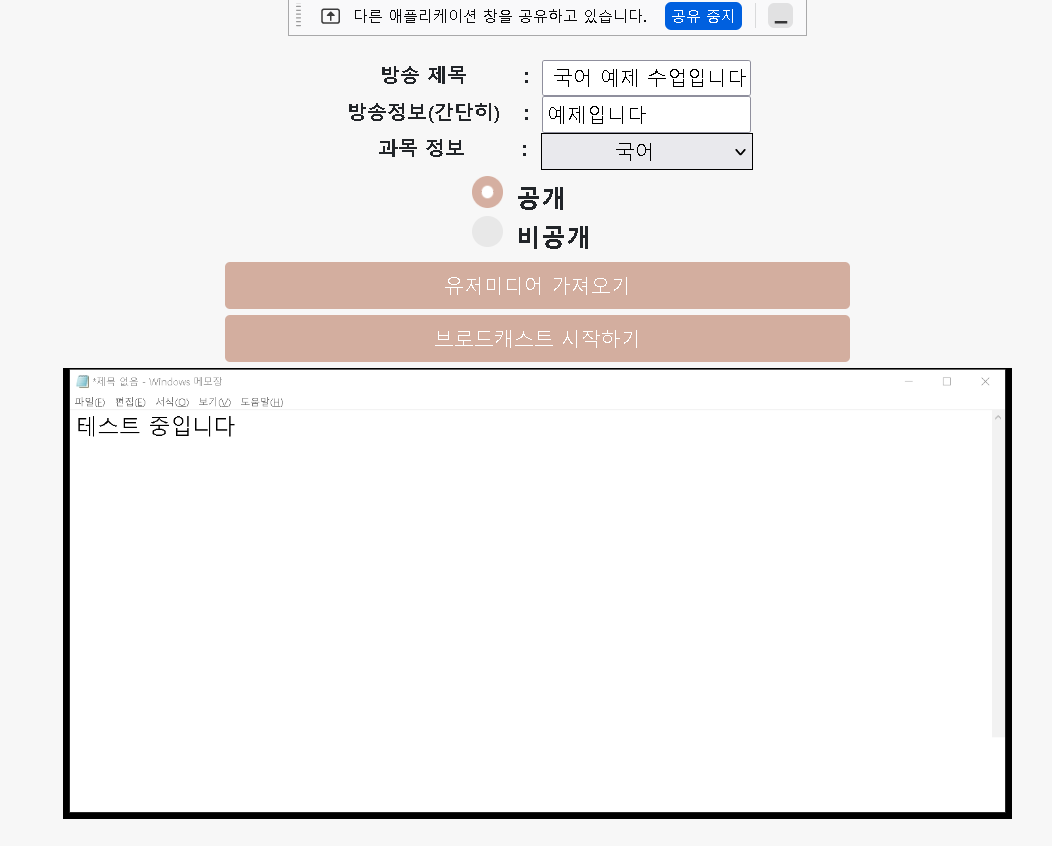 다른 애플리케이션 창을 공유하고 있습니다. 공유 중지
방송 제목 : 국어 예제 수업입니다
방송정보(간단히) : 예제입니다
과목 정보 : 국어
공개
비공개
유저미디어 가져오기
브로드캐스트 시작하기
*제목 없음 - Windows 메모장
파일(F) 편집(E) 서식(O) 보기(V) 도움말(H)
테스트 중입니다